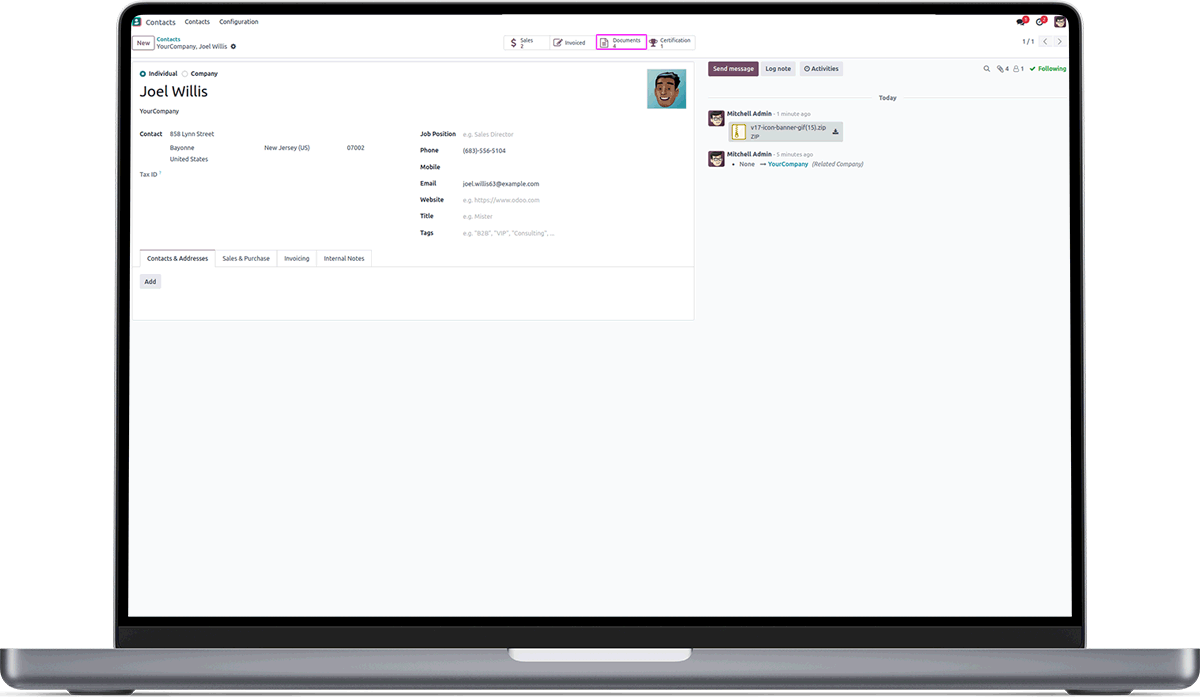 Contacts Contacts Configuration
5 2
New Contacts
YourCompany, Joel Willis
Sales
2
Invoiced
Documents
4
Certification
1
1 / 1
Individual Company
Joel Willis
YourCompany
Contact 858 Lynn Street
Bayonne New Jersey (US) 07002
United States
Tax ID ?
Job Position e.g. Sales Director
Phone (683)-556-5104
Mobile
Email joel.willis63@example.com
Website e.g. https://www.odoo.com
Title e.g. Mister
Tags e.g. "B2B", "VIP", "Consulting", ...
Contacts & Addresses Sales & Purchase Invoicing Internal Notes
Add
Send message Log note Activities 4 1 Following
Today
Mitchell Admin - 1 minute ago
v17-icon-banner-gif(15).zip
ZIP
Mitchell Admin - 5 minutes ago
• None → YourCompany (Related Company)